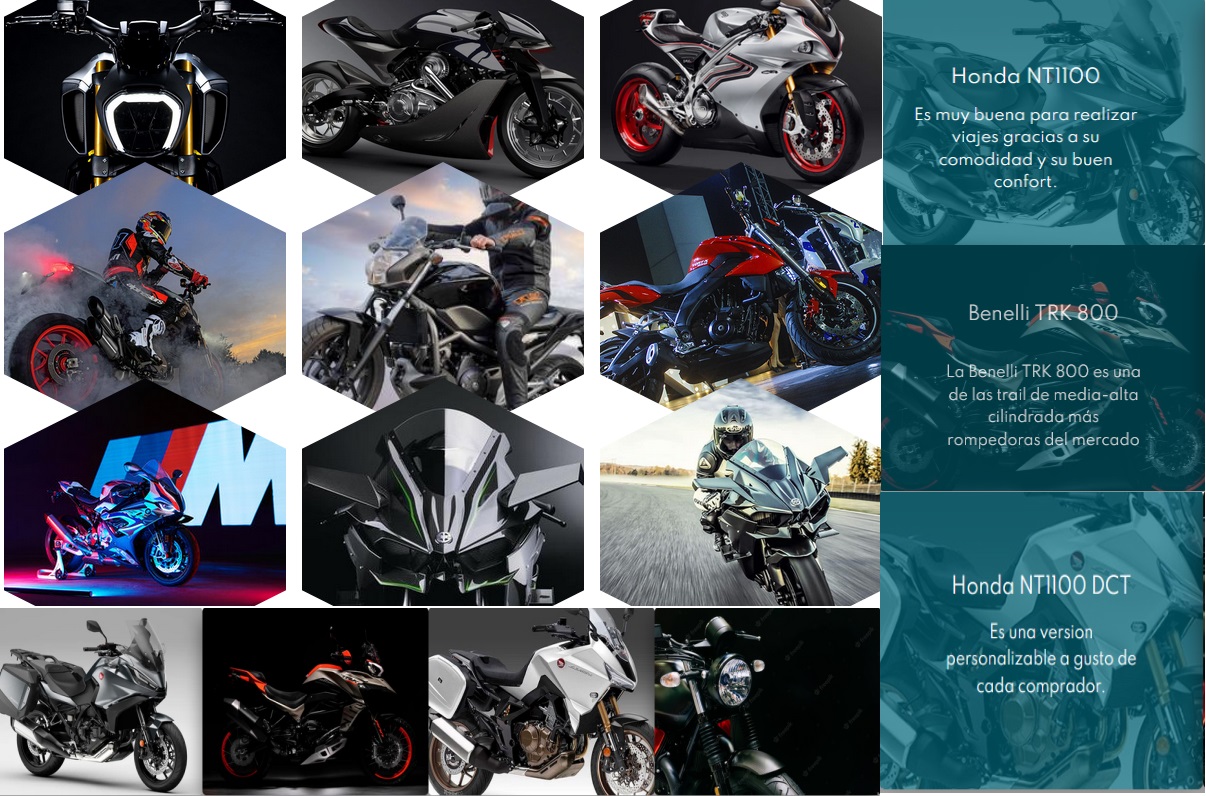 Honda NT1100
Es muy buena para realizar
viajes gracias a su
comodidad y su buen
confort.
Benelli TRK 800
La Benelli TRK 800 es una
de las trail de media-alta
cilindrada más
rompedoras del mercado
Honda NT1100 DCT
Es una version
personalizable a gusto de
cada comprador.
M